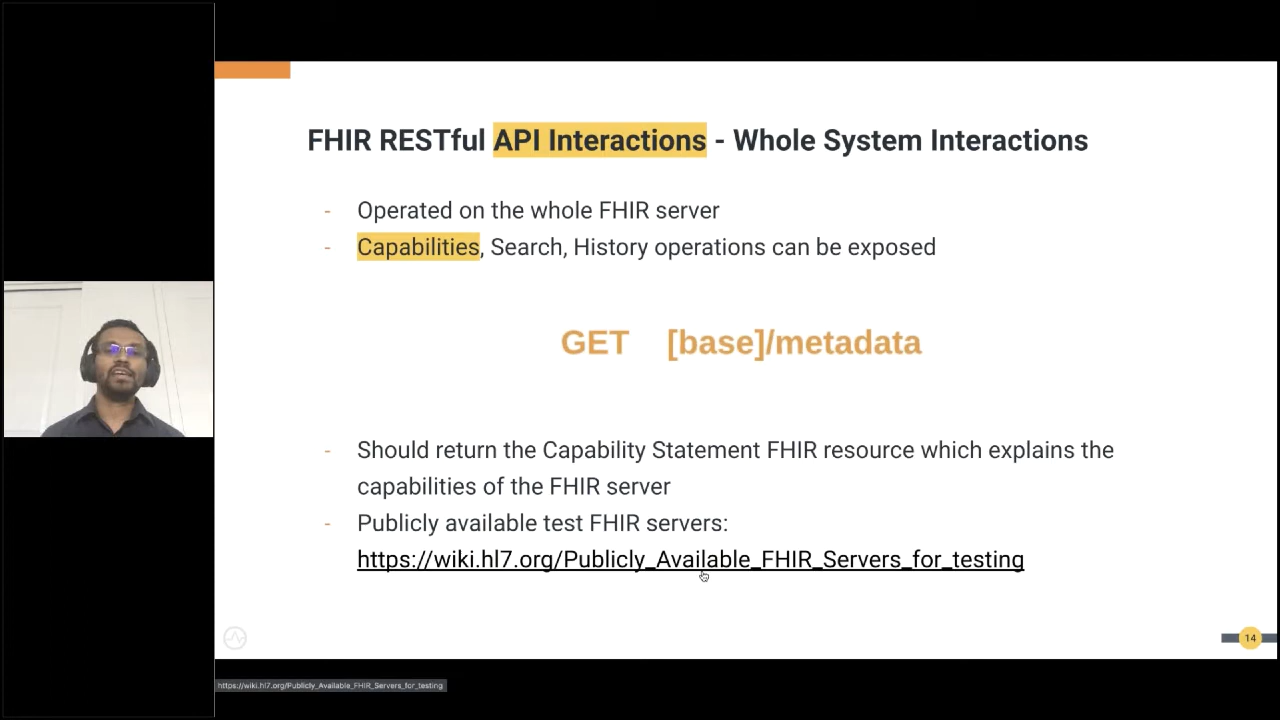 FHIR RESTful API Interactions - Whole System Interactions
- Operated on the whole FHIR server
- Capabilities, Search, History operations can be exposed
GET [base]/metadata
- Should return the Capability Statement FHIR resource which explains the
capabilities of the FHIR server
- Publicly available test FHIR servers:
https://wiki.hl7.org/Publicly_Available_FHIR_Servers_for_testing
14
https://wiki.hl7.org/Publicly_Available_FHIR_Servers_for_testing